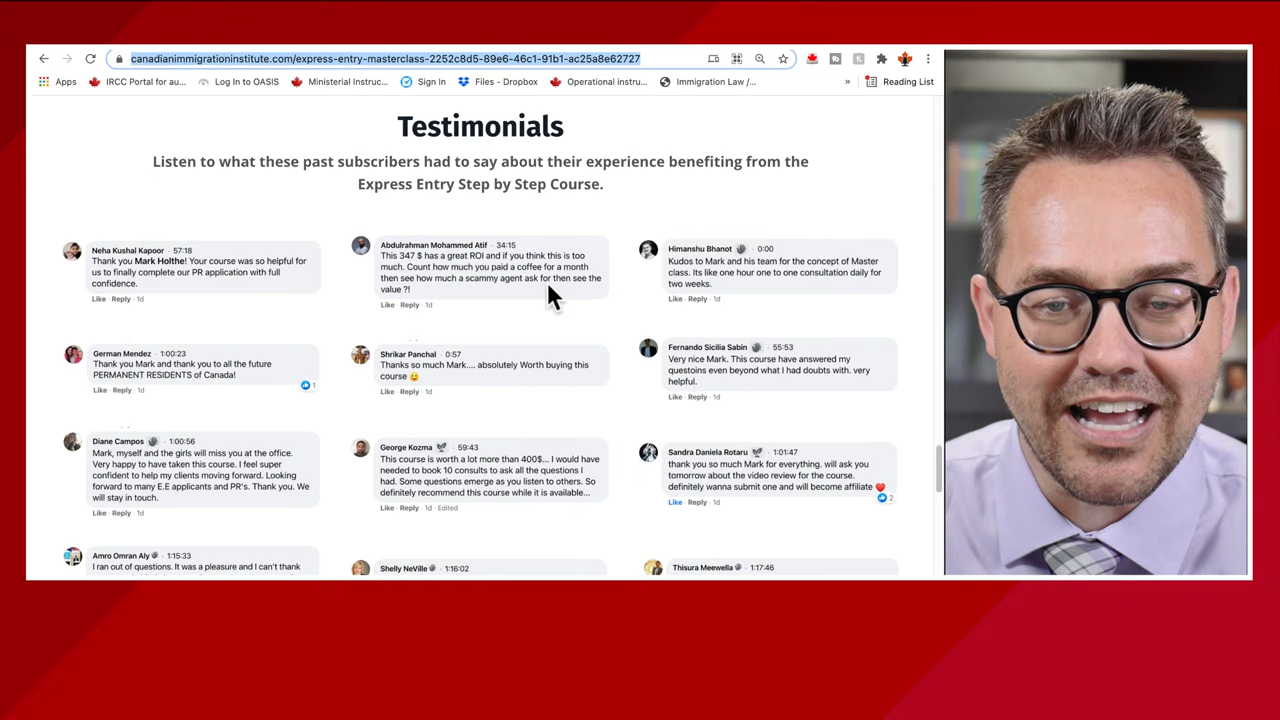 canadianimmigrationinstitute.com/express-entry-masterclass-2252c8d5-89e6-46c1-91b1-ac25a8e62727
Apps
IRCC Portal for au...
Log In to OASIS
Ministerial Instruc...
Sign In
Files - Dropbox
Operational instru...
Immigration Law /...
»
Reading List
Testimonials
Listen to what these past subscribers had to say about their experience benefiting from the
Express Entry Step by Step Course.
Neha Kushal Kapoor · 57:18
Thank you Mark Holthe! Your course was so helpful for
us to finally complete our PR application with full
confidence.
Like · Reply · 1d
Abdulrahman Mohammed Atif · 34:15
This 347 $ has a great ROI and if you think this is too
much. Count how much you paid a coffee for a month
then see how much a scammy agent ask for then see the
value ?!
Like · Reply · 1d
Himanshu Bhanot · 0:00
Kudos to Mark and his team for the concept of Master
class. Its like one hour one to one consultation daily for
two weeks.
Like · Reply · 1d
German Mendez · 1:00:23
Thank you Mark and thank you to all the future
PERMANENT RESIDENTS of Canada!
1
Like · Reply · 1d
Shrikar Panchal · 0:57
Thanks so much Mark.... absolutely Worth buying this
course 😀
Like · Reply · 1d
Fernando Sicilia Sabin · 55:53
Very nice Mark. This course have answered my
questoins even beyond what I had doubts with. very
helpful.
Like · Reply · 1d
Diane Campos · 1:00:56
Mark, myself and the girls will miss you at the office.
Very happy to have taken this course. I feel super
confident to help my clients moving forward. Looking
forward to many E.E applicants and PR's. Thank you. We
will stay in touch.
Like · Reply · 1d
George Kozma · 59:43
This course is worth a lot more than 400$... I would have
needed to book 10 consults to ask all the questions I
had. Some questions emerge as you listen to others. So
definitely recommend this course while it is available...
Like · Reply · 1d · Edited
Sandra Daniela Rotaru · 1:01:47
thank you so much Mark for everything. will ask you
tomorrow about the video review for the course.
definitely wanna submit one and will become affiliate ❤️
2
Like · Reply · 1d
Amro Omran Aly · 1:15:33
I ran out of questions. It was a pleasure and I can't thank
Shelly NeVille · 1:16:02
Thisura Meewella · 1:17:46